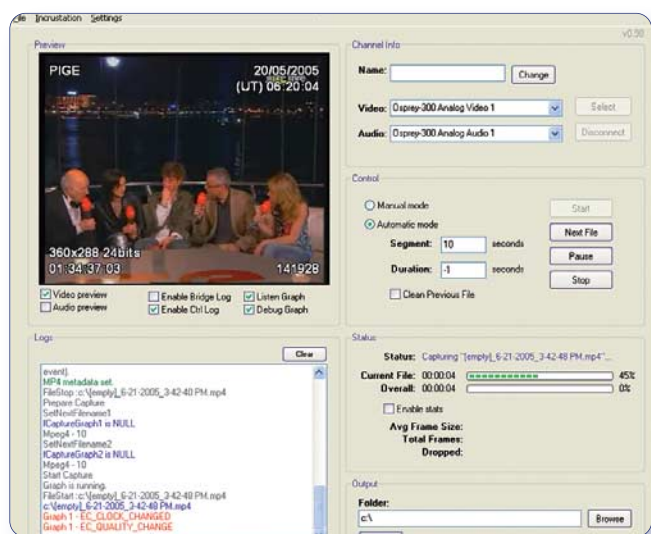 File Incrustation Settings
v0.98
Preview
PIGE
20/05/2005
(UT) 06:20:04
360x288 24bits
01:34:37:03
141928
Video preview
Enable Bridge Log
Listen Graph
Audio preview
Enable Ctrl Log
Debug Graph
Channel Info
Name:
Change
Video: Osprey-300 Analog Video 1
Select
Audio: Osprey-300 Analog Audio 1
Disconnect
Control
Manual mode
Automatic mode
Segment: 10 seconds
Duration: -1 seconds
Clean Previous File
Start
Next File
Pause
Stop
Logs
Clear
event).
MP4 metadata set.
FileStop :c:\[empty]_6-21-2005_3-42-40 PM.mp4
Prepare Capture
SetNextFilename1
fCaptureGraph1 is NULL
Mpeg4 - 10
SetNextFilename2
fCaptureGraph2 is NULL
Mpeg4 - 10
Start Capture
Graph is running.
FileStart :c:\[empty]_6-21-2005_3-42-48 PM.mp4
c:\[empty]_6-21-2005_3-42-48 PM.mp4
Graph 1 - EC_CLOCK_CHANGED
Graph 1 - EC_QUALITY_CHANGE
Status
Status: Capturing "[empty]_6-21-2005_3-42-48 PM.mp4"...
Current File: 00:00:04 45%
Overall: 00:00:04 0%
Enable stats
Avg Frame Size:
Total Frames:
Dropped:
Output
Folder:
c:\
Browse